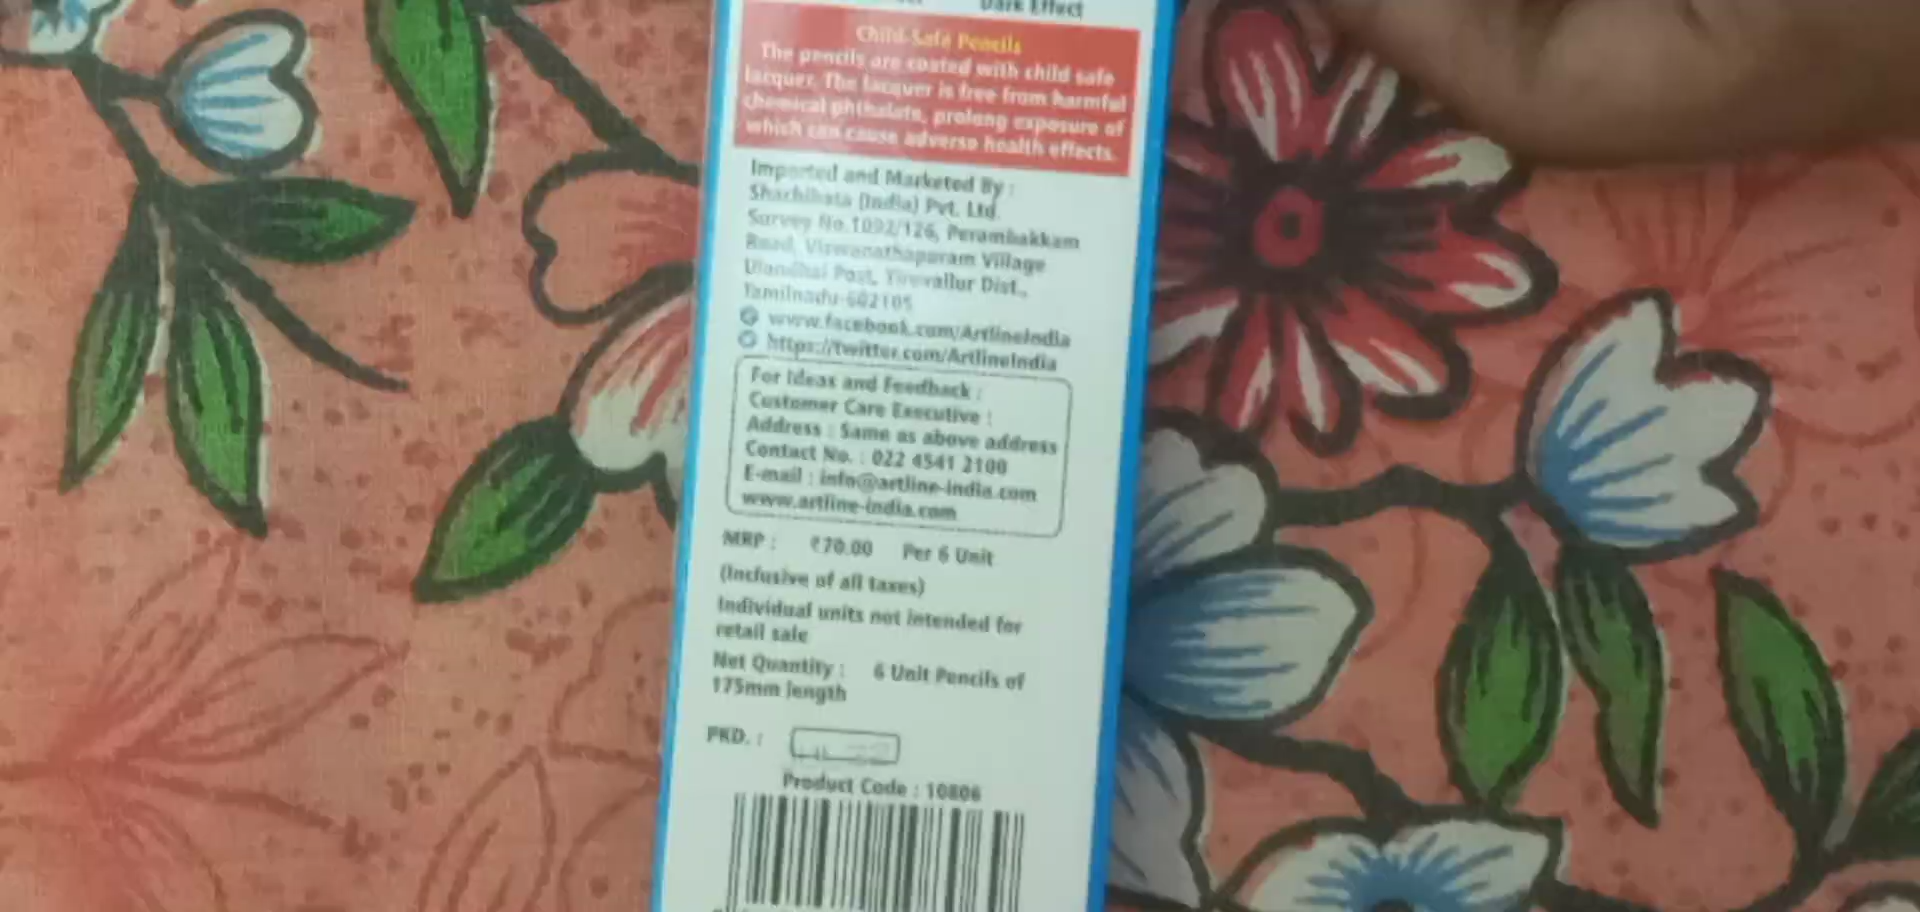 Dark Effect
Child-Safe Pencils
The pencils are coated with child safe
lacquer. The lacquer is free from harmful
chemical phthalate, prolong exposure of
which can cause adverse health effects.
Imported and Marketed By :
Shachihata (India) Pvt. Ltd.
Survey No.1092/126, Perambakkam
Road, Viswanathapuram Village
Ulandhai Post, Tiruvallur Dist.,
Tamilnadu-602105
www.facebook.com/ArtlineIndia
https://twitter.com/ArtlineIndia
For Ideas and Feedback :
Customer Care Executive :
Address : Same as above address
Contact No. : 022 4541 2100
E-mail : info@artline-india.com
www.artline-india.com
MRP : ₹70.00 Per 6 Unit
(Inclusive of all taxes)
Individual units not intended for
retail sale
Net Quantity : 6 Unit Pencils of
175mm length
PKD. :
Product Code : 10806